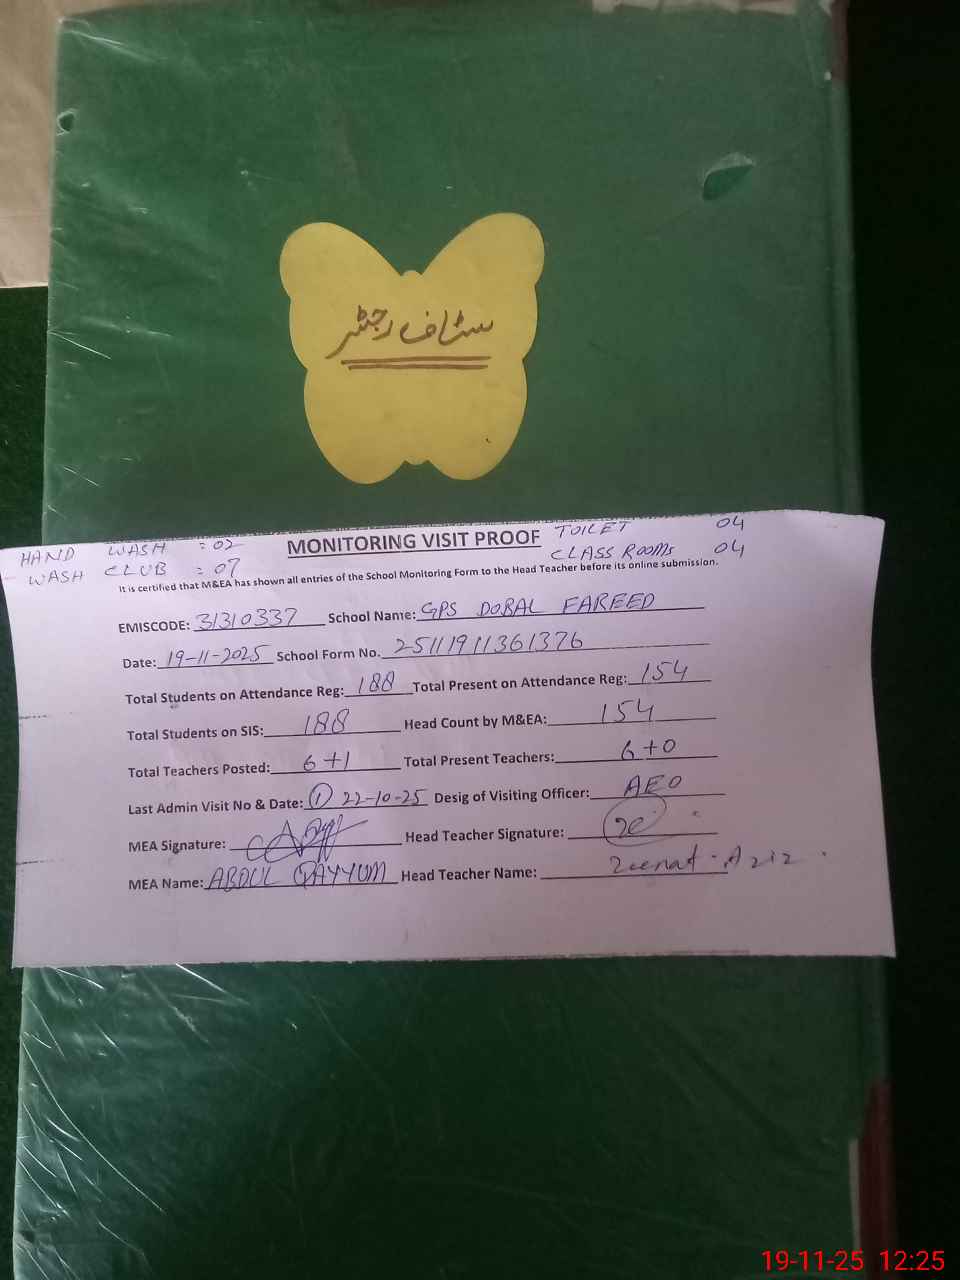 سٹاف رجسٹر
HAND WASH : 02
WASH CLUB : 07
MONITORING VISIT PROOF
TOILET 04
CLASS ROOMS 04
It is certified that M&EA has shown all entries of the School Monitoring Form to the Head Teacher before its online submission.
EMISCODE: 31310337 School Name: GPS DOBAL FAREED
Date: 19-11-2025 School Form No. 25111911361376
Total Students on Attendance Reg: 188 Total Present on Attendance Reg: 154
Total Students on SIS: 188 Head Count by M&EA: 154
Total Teachers Posted: 6+1 Total Present Teachers: 6+0
Last Admin Visit No & Date: 1 22-10-25 Desig of Visiting Officer: AEO
MEA Signature: Head Teacher Signature:
MEA Name: ABDUL QAYYUM Head Teacher Name: Zeenat Aziz
19-11-25 12:25